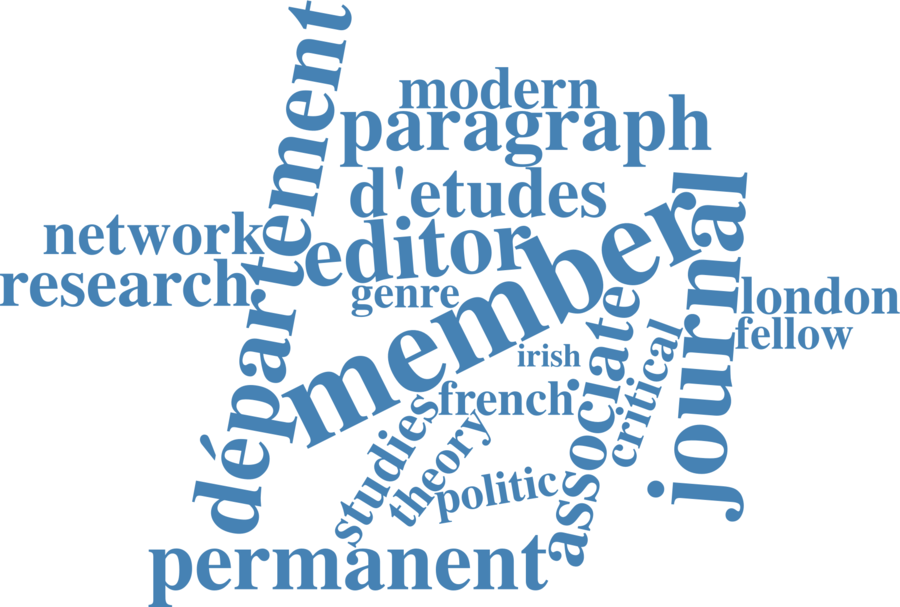 département
modern
paragraph
d'etudes
network
editor
member
journal
research
genre
london
fellow
irish
associate
critical
french
studies
theory
politic
permanent